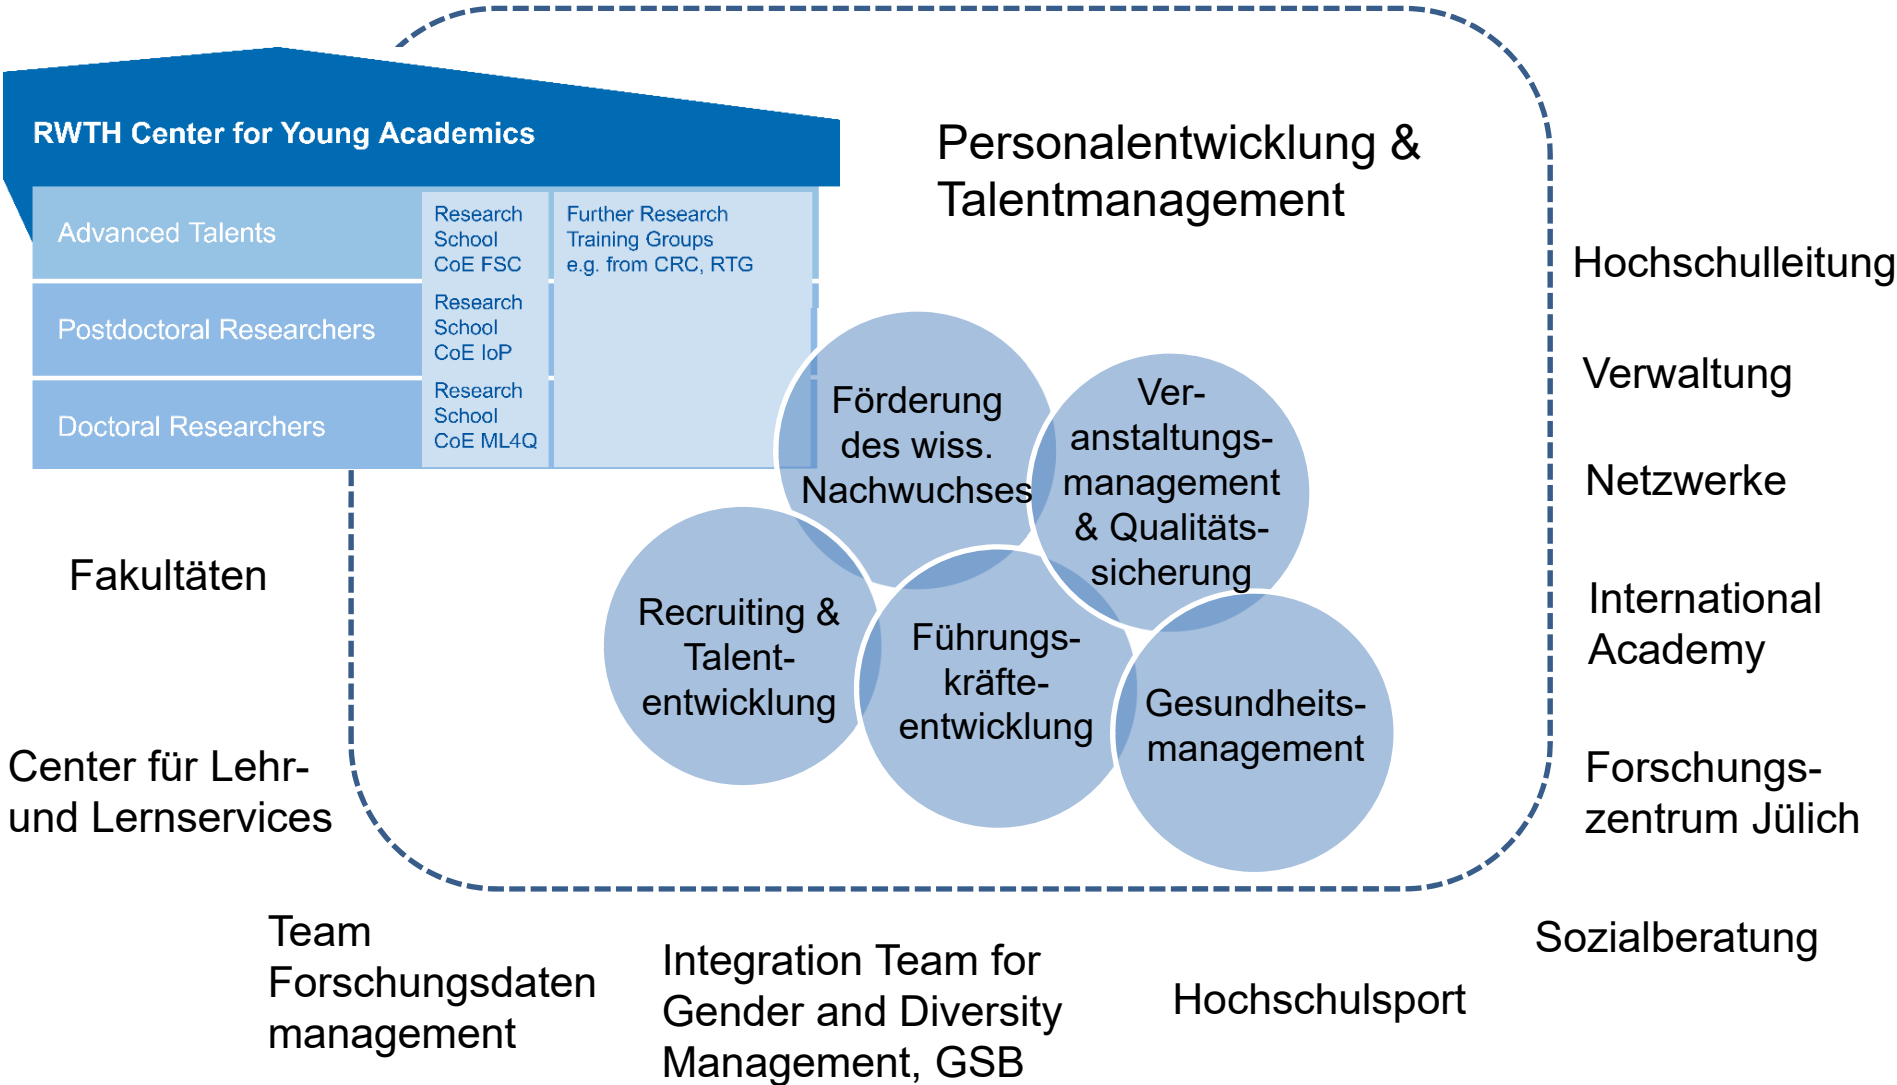 RWTH Center for Young Academics
Advanced Talents
Postdoctoral Researchers
Doctoral Researchers
Research
School
CoE FSC
Research
School
CoE IoP
Research
School
CoE ML4Q
Further Research
Training Groups
e.g. from CRC, RTG
Personalentwicklung &
Talentmanagement
Förderung
des wiss.
Nachwuchses
Ver-
anstaltungs-
management
& Qualitäts-
sicherung
Recruiting &
Talent-
entwicklung
Führungs-
kräfte-
entwicklung
Gesundheits-
management
Hochschulleitung
Verwaltung
Netzwerke
International
Academy
Forschungs-
zentrum Jülich
Sozialberatung
Hochschulsport
Integration Team for
Gender and Diversity
Management, GSB
Team
Forschungsdaten
management
Center für Lehr-
und Lernservices
Fakultäten